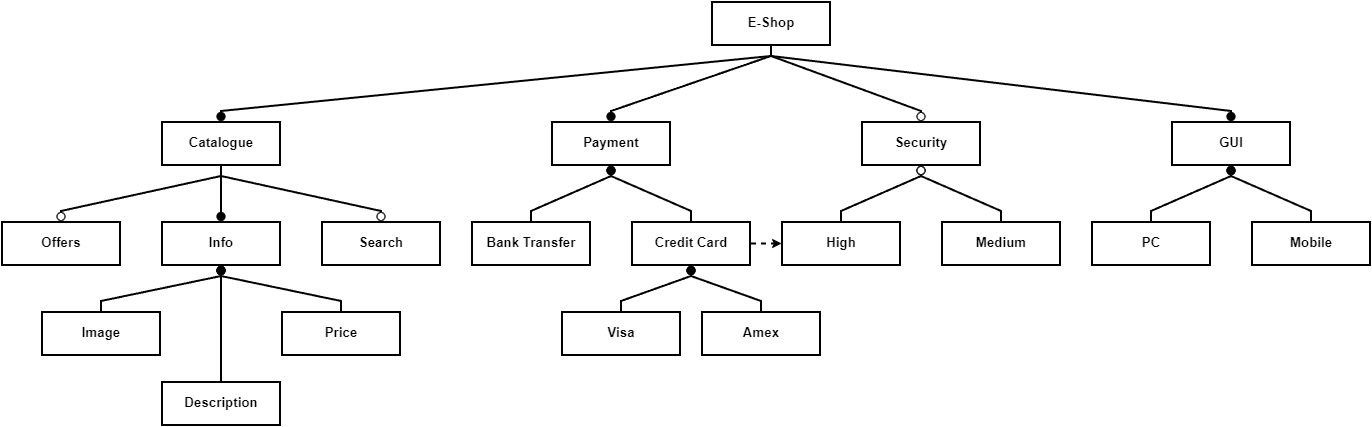 E-Shop
Catalogue
Payment
Security
GUI
Offers
Info
Search
Bank Transfer
Credit Card
High
Medium
PC
Mobile
Image
Price
Visa
Amex
Description